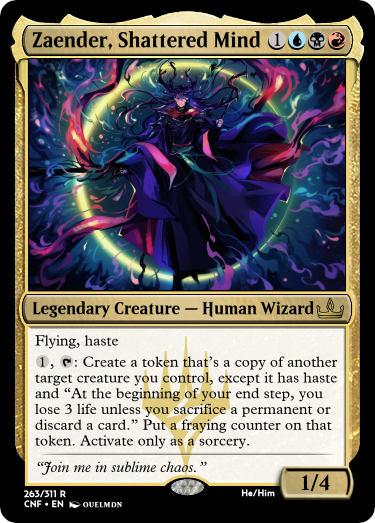 Zaender, Shattered Mind 1
Legendary Creature — Human Wizard
Flying, haste
1, : Create a token that's a copy of another
target creature you control, except it has haste
and “At the beginning of your end step, you
lose 3 life unless you sacrifice a permanent or
discard a card.” Put a fraying counter on that
token. Activate only as a sorcery.
“Join me in sublime chaos.”
1/4
263/311 R He/Him
CNF • EN OUELMDN